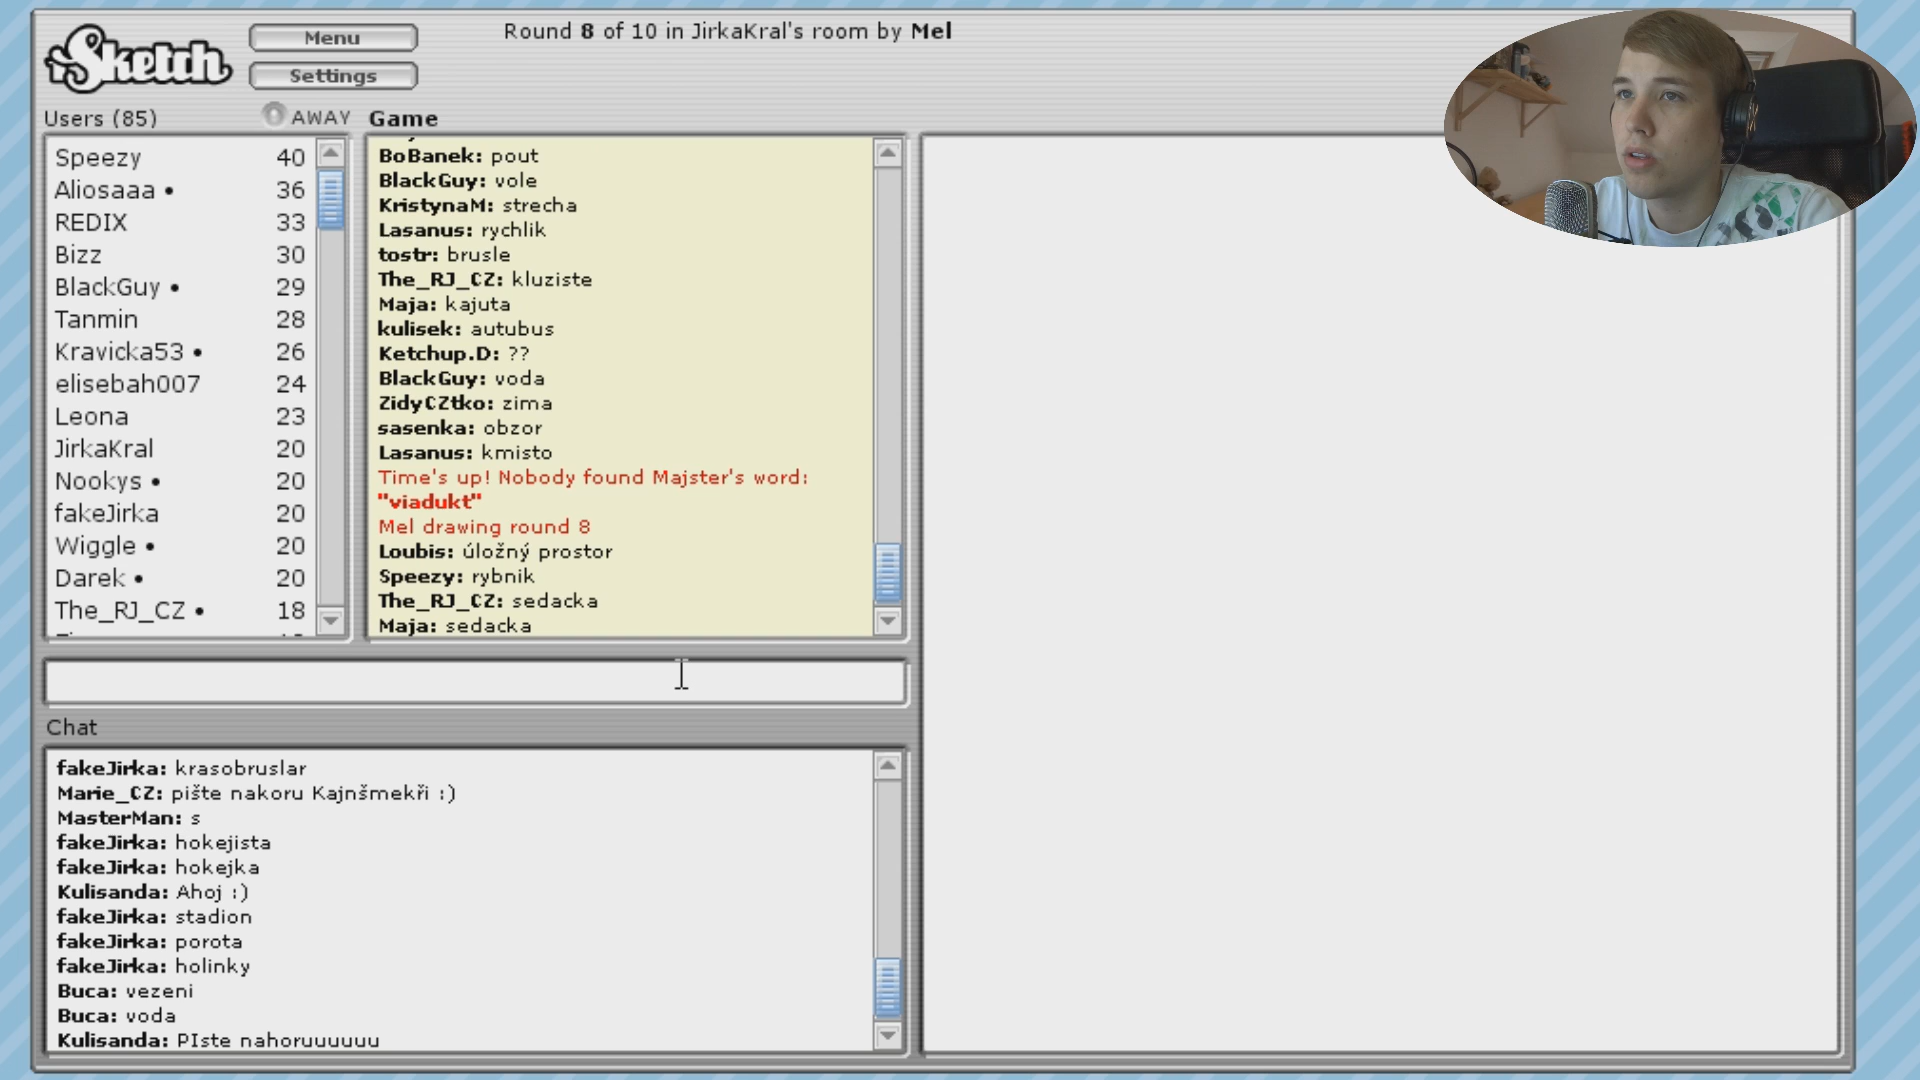 iSketch
Menu
Settings
Round 8 of 10 in JirkaKral's room by Mel
Users (85)
AWAY
Game
Speezy 40
Aliosaaa • 36
REDIX 33
Bizz 30
BlackGuy • 29
Tanmin 28
Kravicka53 • 26
elisebah007 24
Leona 23
JirkaKral 20
Nookys • 20
fakeJirka 20
Wiggle • 20
Darek • 20
The_RJ_CZ • 18
BoBanek: pout
BlackGuy: vole
KristynaM: strecha
Lasanus: rychlik
tostr: brusle
The_RJ_CZ: kluziste
Maja: kajuta
kulisek: autubus
Ketchup.D: ??
BlackGuy: voda
ZidyCZtko: zima
sasenka: obzor
Lasanus: kmisto
Time's up! Nobody found Majster's word:
"viadukt"
Mel drawing round 8
Loubis: úložný prostor
Speezy: rybnik
The_RJ_CZ: sedacka
Maja: sedacka
Chat
fakeJirka: krasobruslar
Marie_CZ: pište nakoru Kajnšmekři :)
MasterMan: s
fakeJirka: hokejista
fakeJirka: hokejka
Kulisanda: Ahoj :)
fakeJirka: stadion
fakeJirka: porota
fakeJirka: holinky
Buca: vezeni
Buca: voda
Kulisanda: PIste nahoruuuuuu